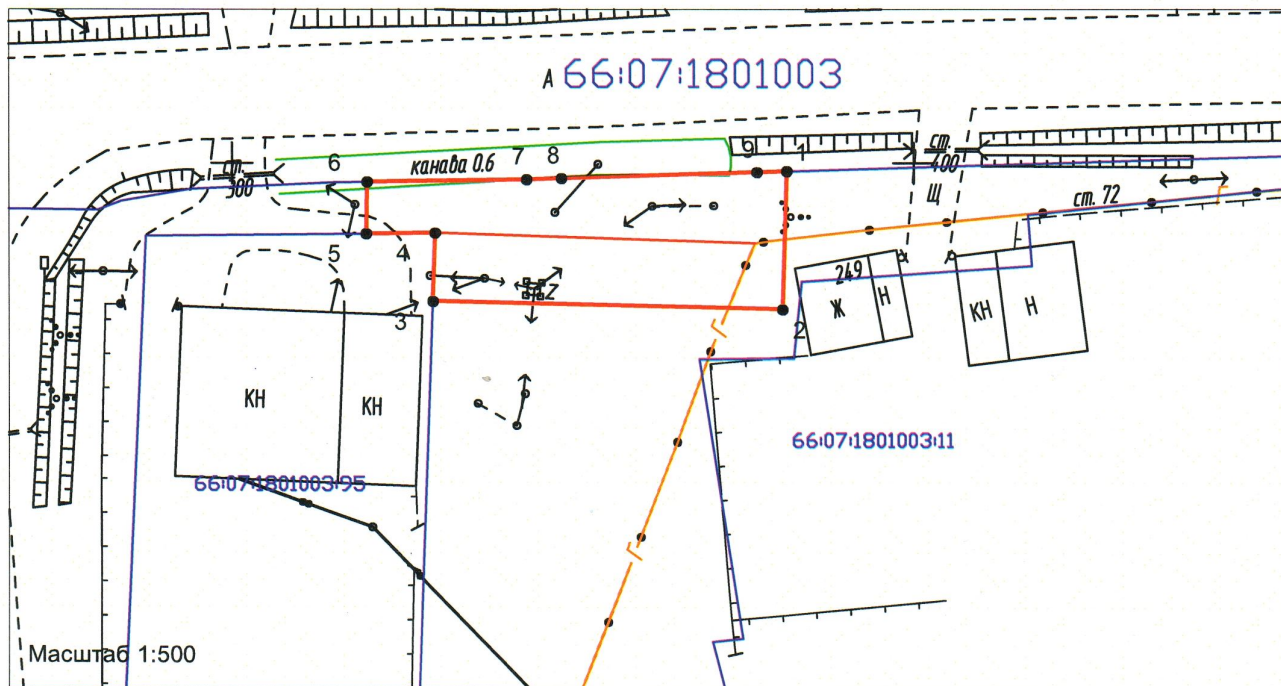 А 66:07:1801003
ст. 300
6
канава 0.6
7
8
9
1
ст. 400
Щ
ст. 72
Г
5
4
3
Z
2
249
Ж
Н
КН
Н
Г
КН
КН
66:07:1801003:11
66:07:1801003:95
Г
Масштаб 1:500